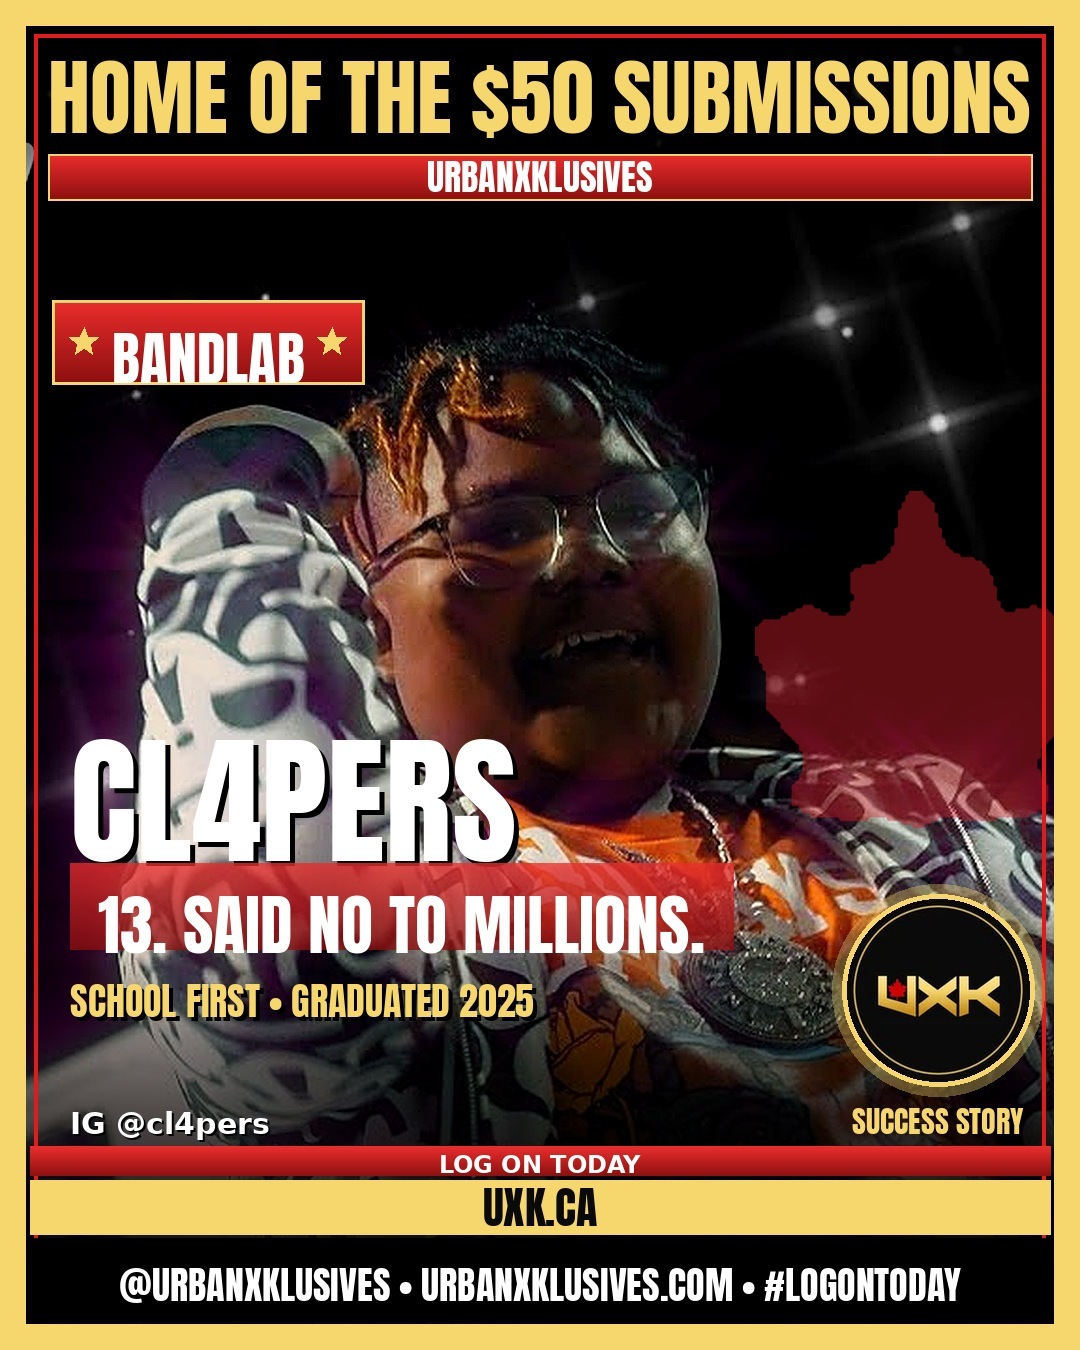 HOME OF THE $50 SUBMISSIONS
URBANXKLUSIVES
BANDLAB
CL4PERS
13. SAID NO TO MILLIONS.
SCHOOL FIRST • GRADUATED 2025
UXK
IG @cl4pers
SUCCESS STORY
LOG ON TODAY
UXK.CA
@URBANXKLUSIVES • URBANXKLUSIVES.COM • #LOGONTODAY